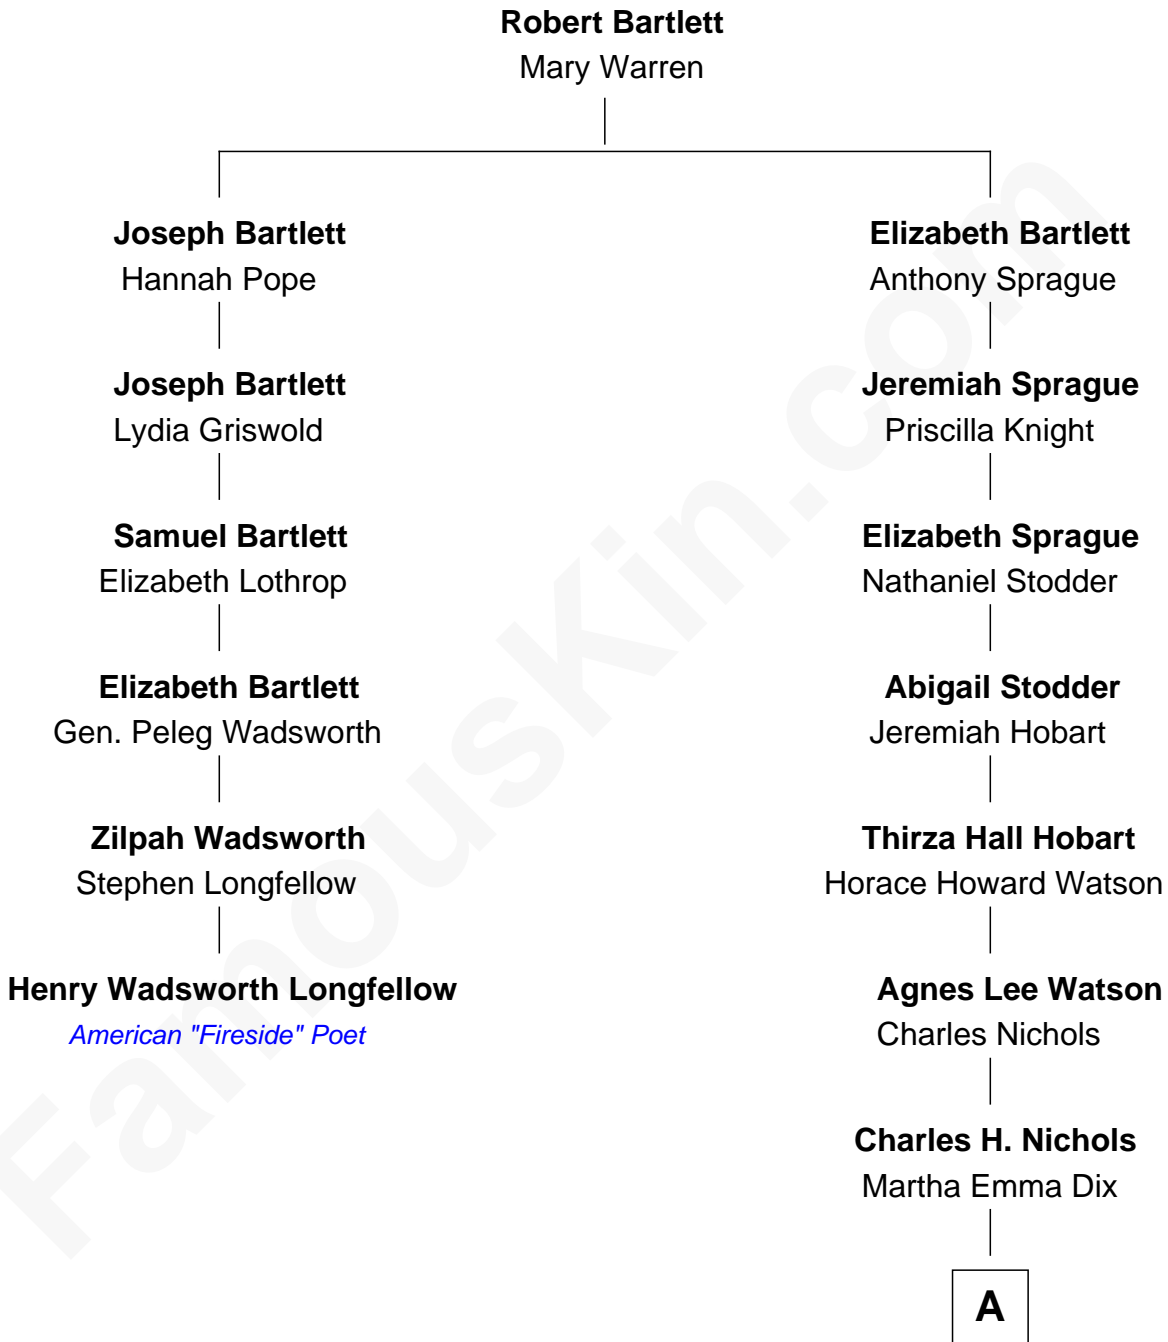 Robert Bartlett
Mary Warren
Joseph Bartlett
Hannah Pope
Joseph Bartlett
Lydia Griswold
Samuel Bartlett
Elizabeth Lothrop
Elizabeth Bartlett
Gen. Peleg Wadsworth
Zilpah Wadsworth
Stephen Longfellow
Henry Wadsworth Longfellow
American "Fireside" Poet
Elizabeth Bartlett
Anthony Sprague
Jeremiah Sprague
Priscilla Knight
Elizabeth Sprague
Nathaniel Stodder
Abigail Stodder
Jeremiah Hobart
Thirza Hall Hobart
Horace Howard Watson
Agnes Lee Watson
Charles Nichols
Charles H. Nichols
Martha Emma Dix
A
FamousKin.com